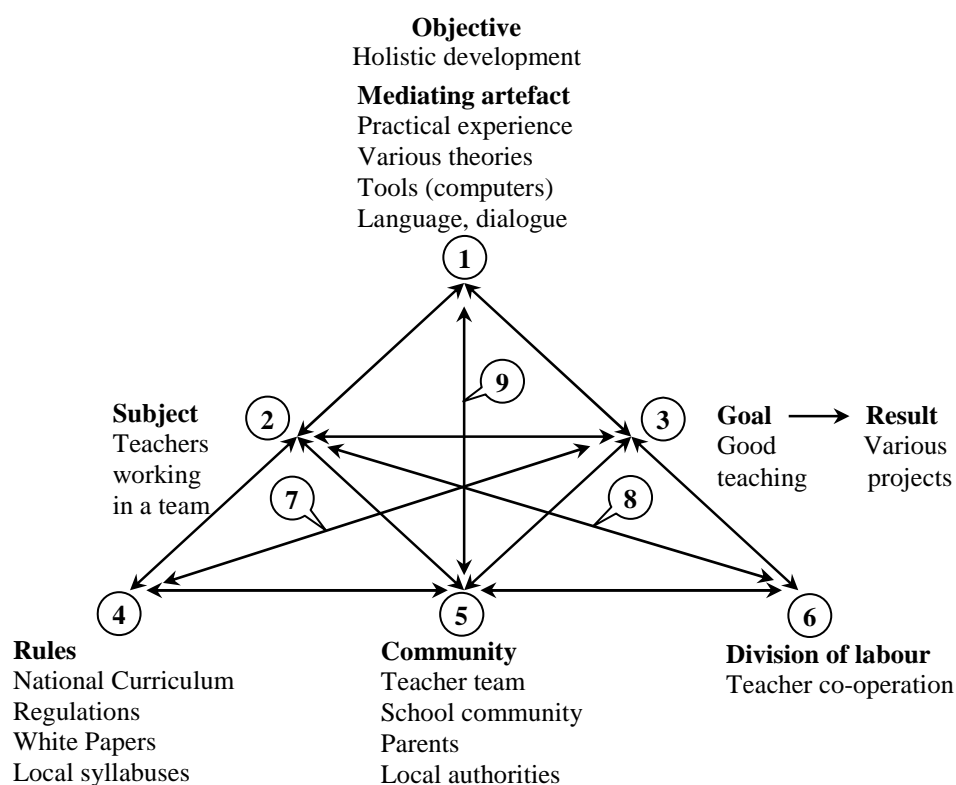 Objective
Holistic development
Mediating artefact
Practical experience
Various theories
Tools (computers)
Language, dialogue
1
9
Subject
Teachers
working
in a team
2
3
Goal
Good
teaching
Result
Various
projects
7
8
4
5
6
Rules
National Curriculum
Regulations
White Papers
Local syllabuses
Community
Teacher team
School community
Parents
Local authorities
Division of labour
Teacher co-operation